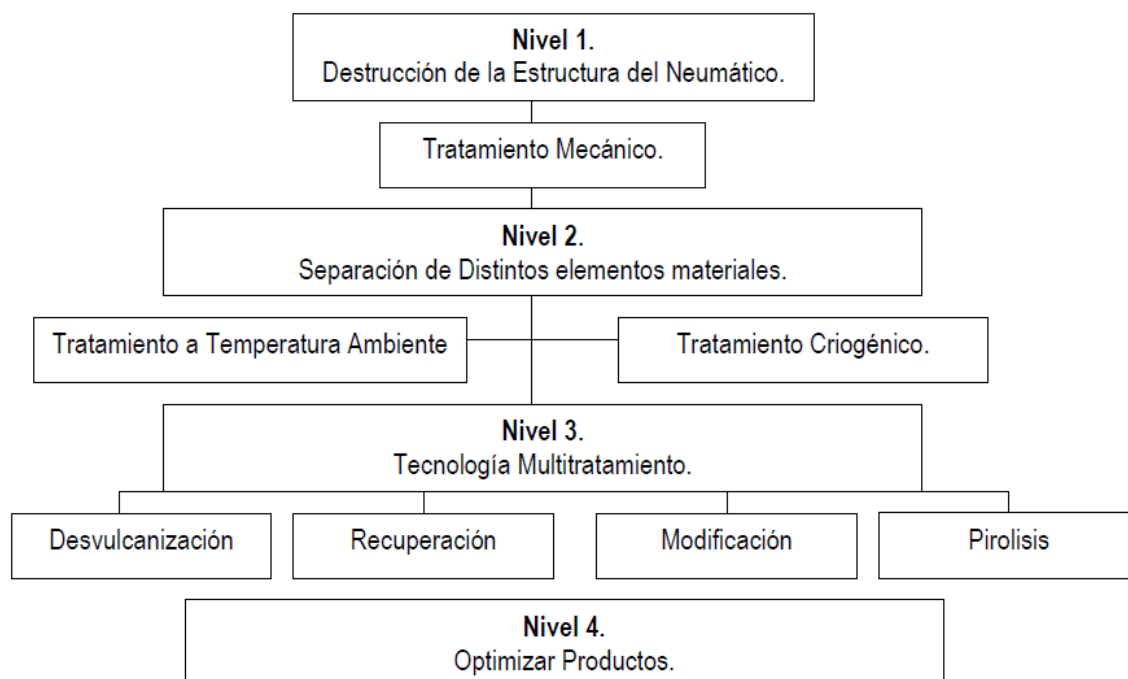 Nivel 1.
Destrucción de la Estructura del Neumático.
Tratamiento Mecánico.
Nivel 2.
Separación de Distintos elementos materiales.
Tratamiento a Temperatura Ambiente
Tratamiento Criogénico.
Nivel 3.
Tecnología Multitratamiento.
Desvulcanización
Recuperación
Modificación
Pirolisis
Nivel 4.
Optimizar Productos.